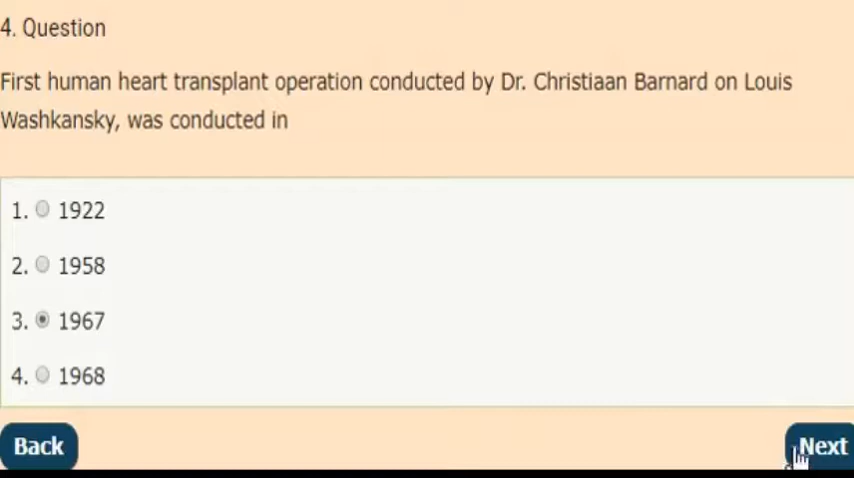 4. Question
First human heart transplant operation conducted by Dr. Christiaan Barnard on Louis
Washkansky, was conducted in
1. 1922
2. 1958
3. 1967
4. 1968
Back
Next